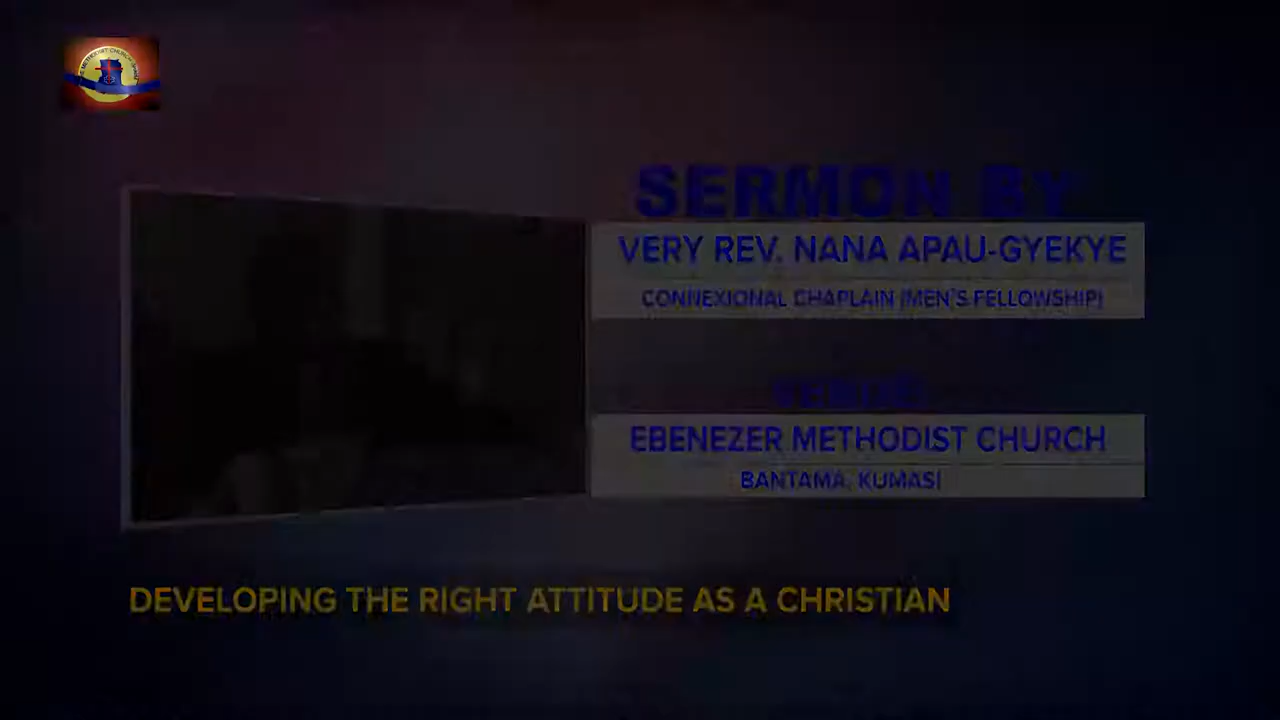 SERMON BY
VERY REV. NANA APAU-GYEKYE
CONNEXIONAL CHAPLAIN (MEN'S FELLOWSHIP)
VENUE:
EBENEZER METHODIST CHURCH
BANTAMA, KUMASI
DEVELOPING THE RIGHT ATTITUDE AS A CHRISTIAN